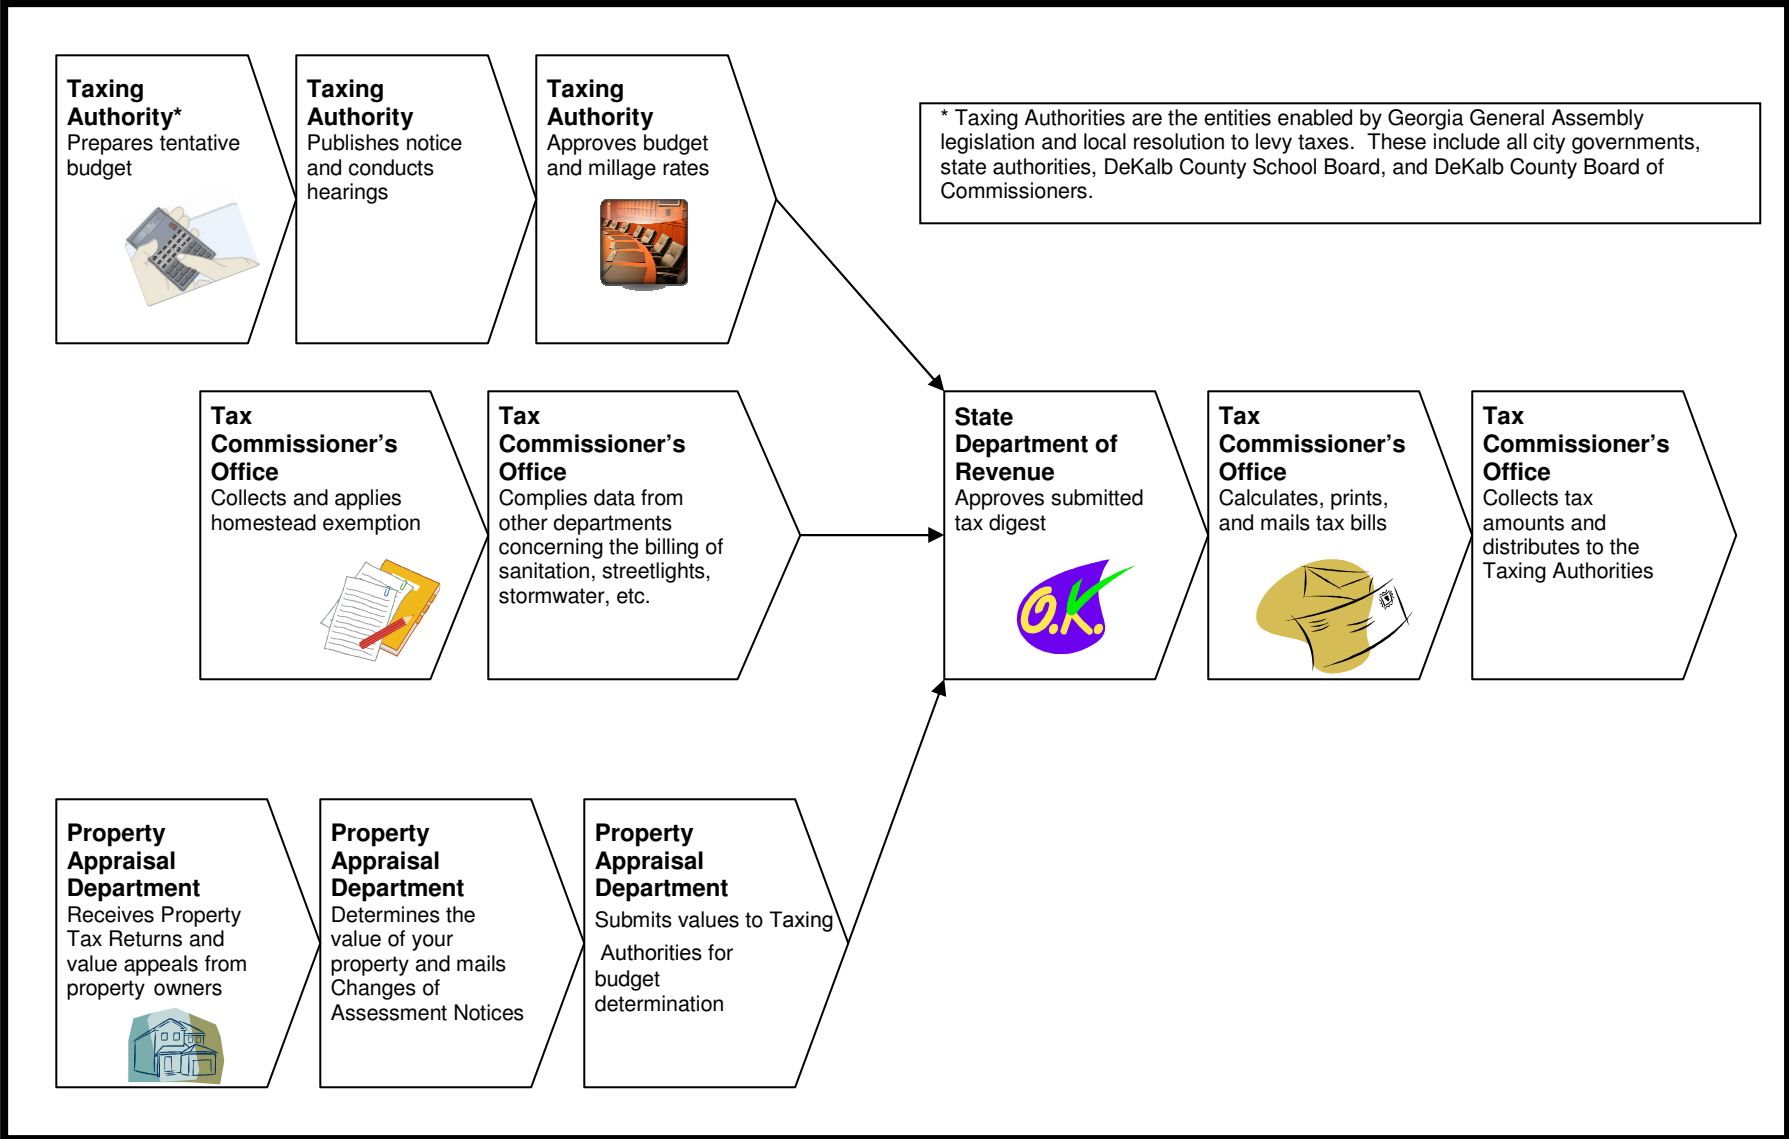 Taxing
Authority*
Prepares tentative
budget
Taxing
Authority
Publishes notice
and conducts
hearings
Taxing
Authority
Approves budget
and millage rates
* Taxing Authorities are the entities enabled by Georgia General Assembly
legislation and local resolution to levy taxes.  These include all city governments,
state authorities, DeKalb County School Board, and DeKalb County Board of
Commissioners.
Tax
Commissioner’s
Office
Collects and applies
homestead exemption
Tax
Commissioner’s
Office
Complies data from
other departments
concerning the billing of
sanitation, streetlights,
stormwater, etc.
State
Department of
Revenue
Approves submitted
tax digest
O.K.
Tax
Commissioner’s
Office
Calculates, prints,
and mails tax bills
Tax
Commissioner’s
Office
Collects tax
amounts and
distributes to the
Taxing Authorities
Property
Appraisal
Department
Receives Property
Tax Returns and
value appeals from
property owners
Property
Appraisal
Department
Determines the
value of your
property and mails
Changes of
Assessment Notices
Property
Appraisal
Department
Submits values to Taxing
Authorities for
budget
determination